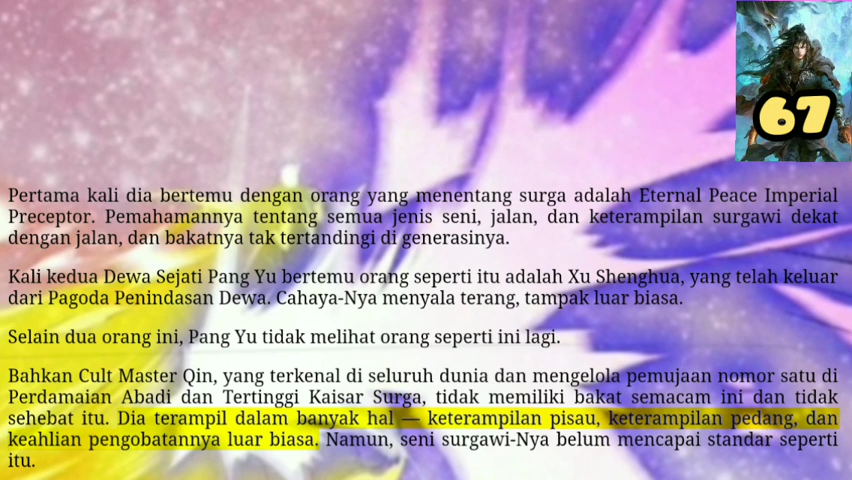 67
Pertama kali dia bertemu dengan orang yang menentang surga adalah Eternal Peace Imperial
Preceptor. Pemahamannya tentang semua jenis seni, jalan, dan keterampilan surgawi dekat
dengan jalan, dan bakatnya tak tertandingi di generasinya.
Kali kedua Dewa Sejati Pang Yu bertemu orang seperti itu adalah Xu Shenghua, yang telah keluar
dari Pagoda Penindasan Dewa. Cahaya-Nya menyala terang, tampak luar biasa.
Selain dua orang ini, Pang Yu tidak melihat orang seperti ini lagi.
Bahkan Cult Master Qin, yang terkenal di seluruh dunia dan mengelola pemujaan nomor satu di
Perdamaian Abadi dan Tertinggi Kaisar Surga, tidak memiliki bakat semacam ini dan tidak
sehebat itu. Dia terampil dalam banyak hal — keterampilan pisau, keterampilan pedang, dan
keahlian pengobatannya luar biasa. Namun, seni surgawi-Nya belum mencapai standar seperti
itu.